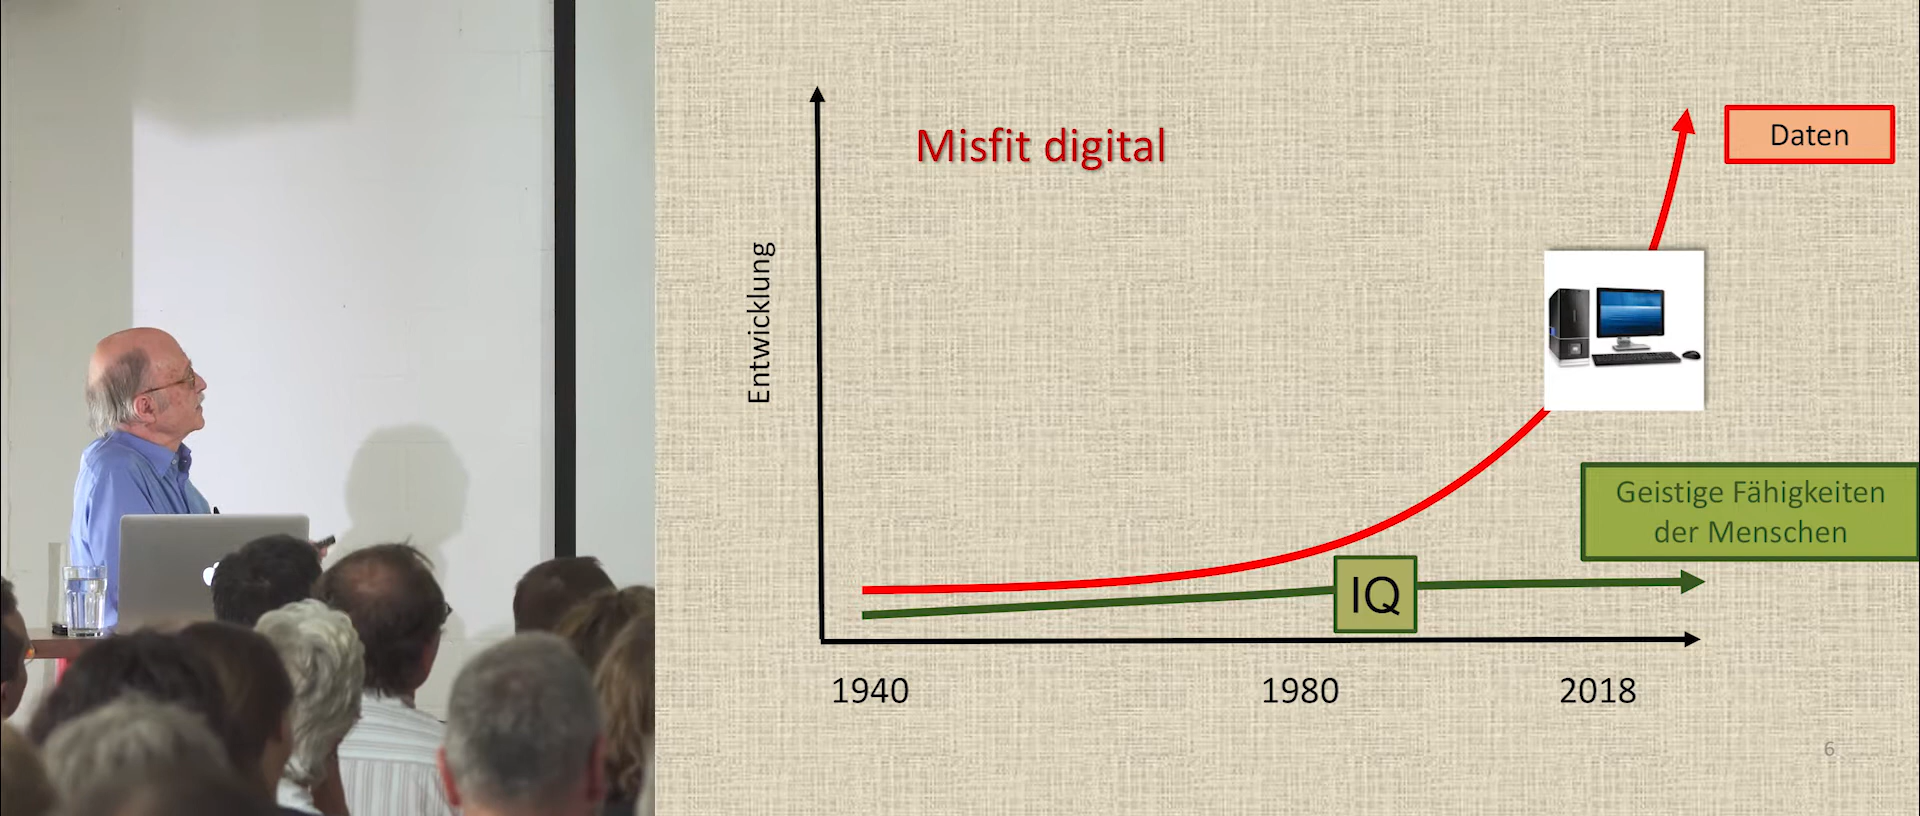 Misfit digital
Daten
Entwicklung
Geistige Fähigkeiten
der Menschen
IQ
1940
1980
2018
6